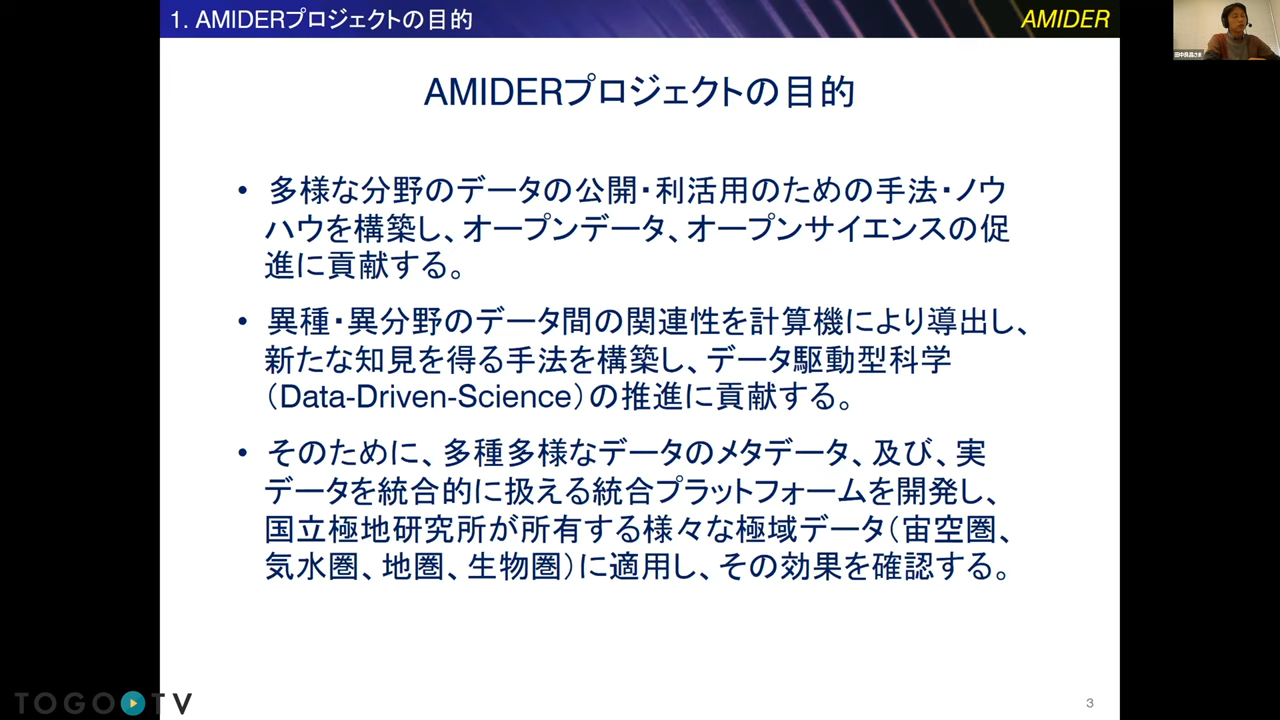 1. AMIDERプロジェクトの目的
AMIDER
AMIDERプロジェクトの目的
• 多様な分野のデータの公開・利活用のための手法・ノウ
ハウを構築し、オープンデータ、オープンサイエンスの促
進に貢献する。
• 異種・異分野のデータ間の関連性を計算機により導出し、
新たな知見を得る手法を構築し、データ駆動型科学
（Data-Driven-Science）の推進に貢献する。
• そのために、多種多様なデータのメタデータ、及び、実
データを統合的に扱える統合プラットフォームを開発し、
国立極地研究所が所有する様々な極域データ（宙空圏、
気水圏、地圏、生物圏）に適用し、その効果を確認する。
TOGO TV
3